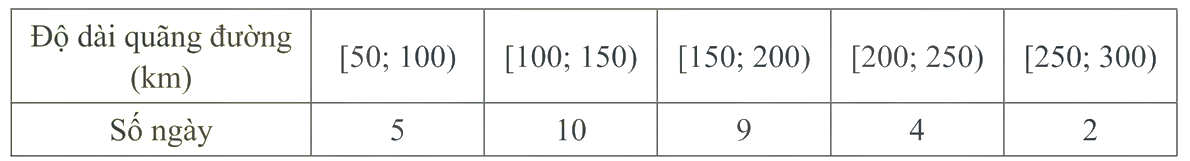 Độ dài quãng đường (km) [50; 100) [100; 150) [150; 200) [200; 250) [250; 300)
Số ngày 5 10 9 4 2